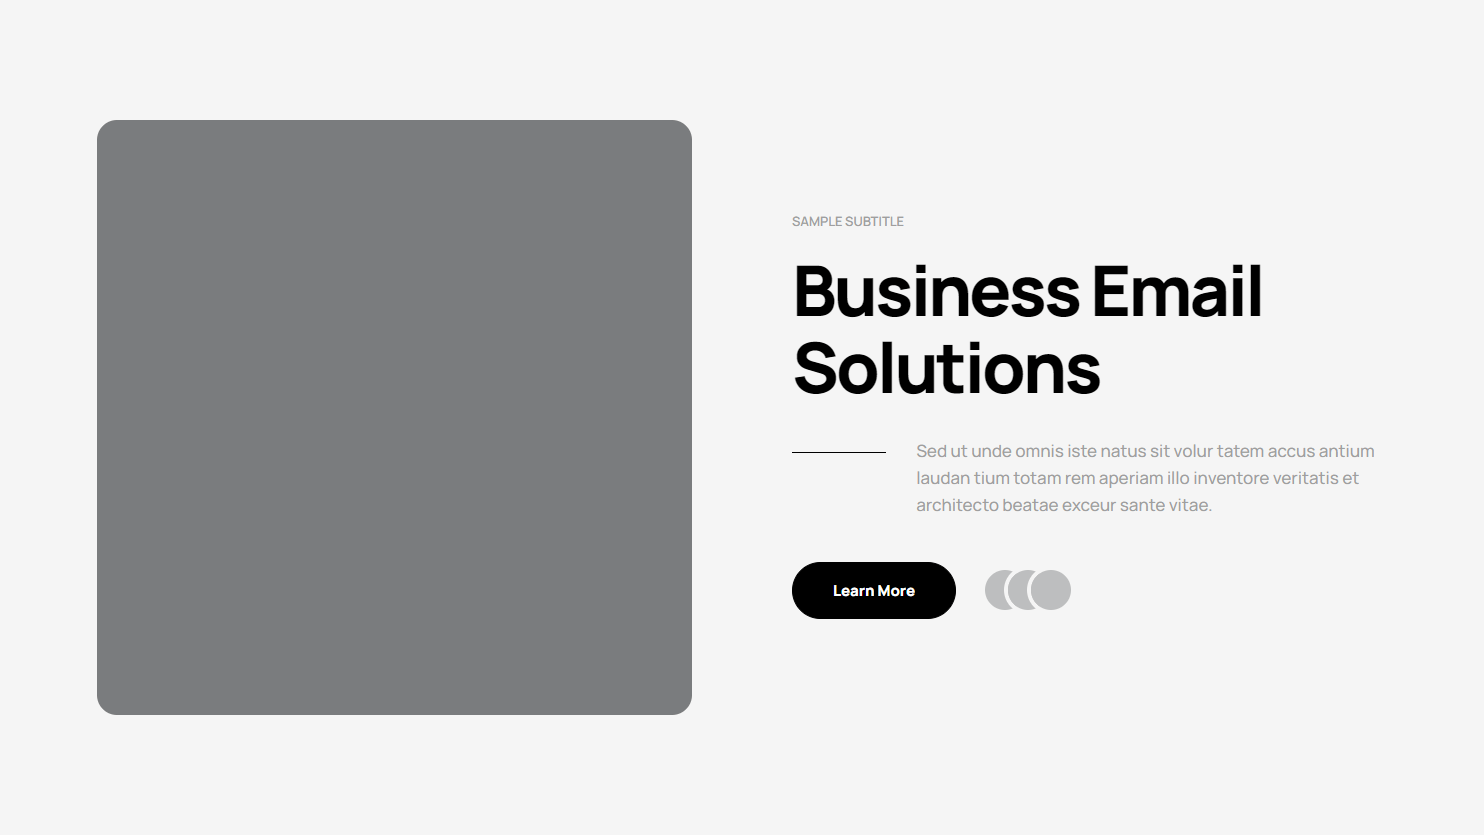 SAMPLE SUBTITLE
Business Email
Solutions
Sed ut unde omnis iste natus sit volur tatem accus antium
laudan tium totam rem aperiam illo inventore veritatis et
architecto beatae exceur sante vitae.
Learn More